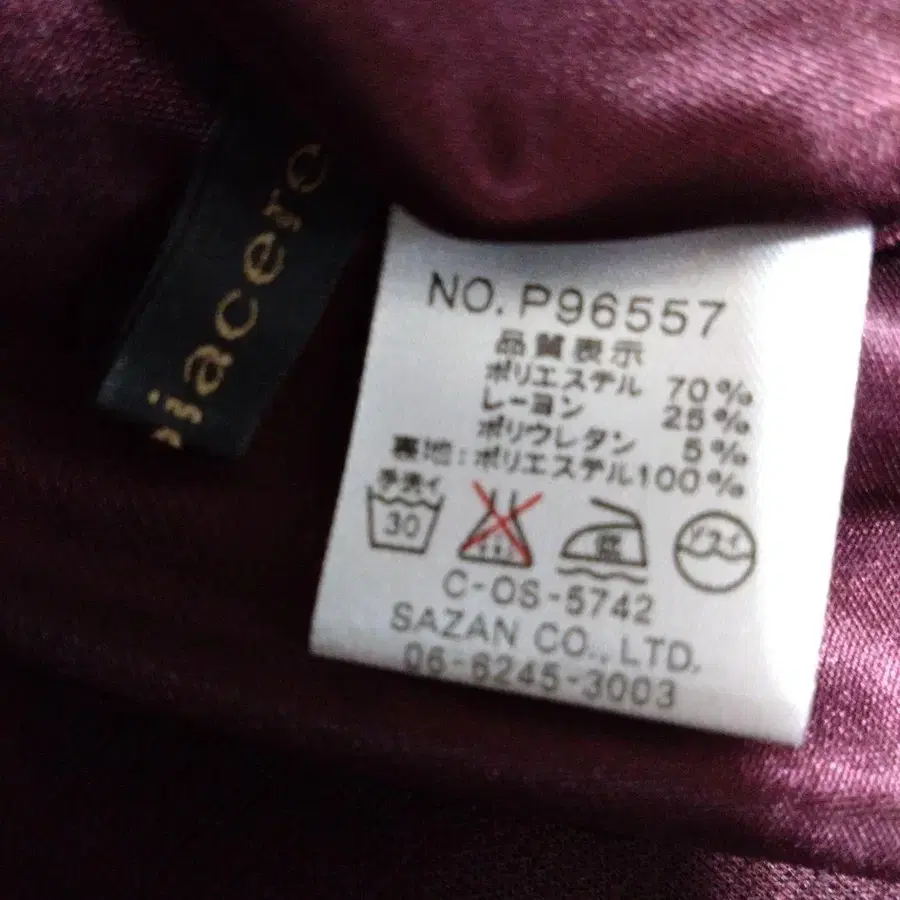 piacere
NO. P96557
品質表示
ポリエステル 70%
レーヨン 25%
ポリウレタン 5%
裏地:ポリエステル100%
手洗イ
30
C-OS-5742
SAZAN CO., LTD.
06-6245-3003